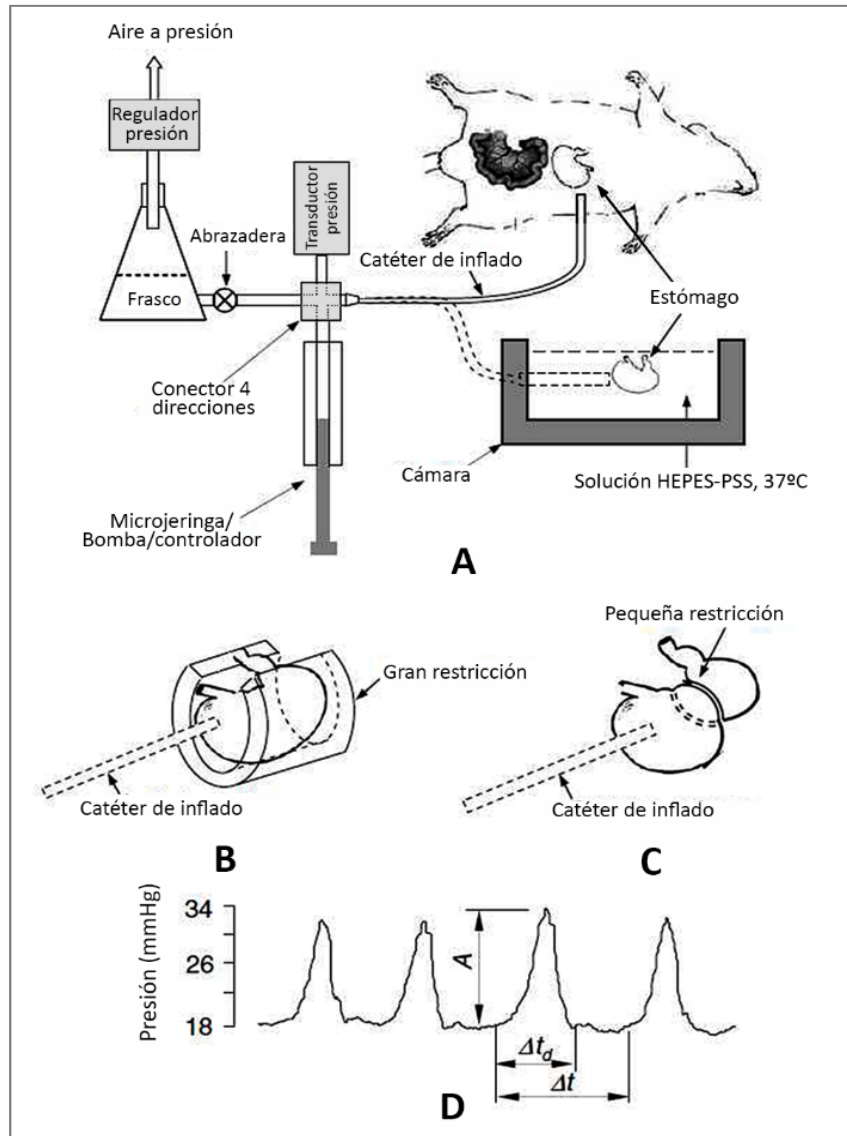 Aire a presión
Regulador
presión
Transductor
presión
Abrazadera
Frasco
Catéter de inflado
Estómago
Conector 4
direcciones
Cámara
Solución HEPES-PSS, 37ºC
Microjeringa/
Bomba/controlador
A
Pequeña restricción
Gran restricción
Catéter de inflado
Catéter de inflado
B
C
Presión (mmHg)
34
26
18
A
Δt_d
Δt
D